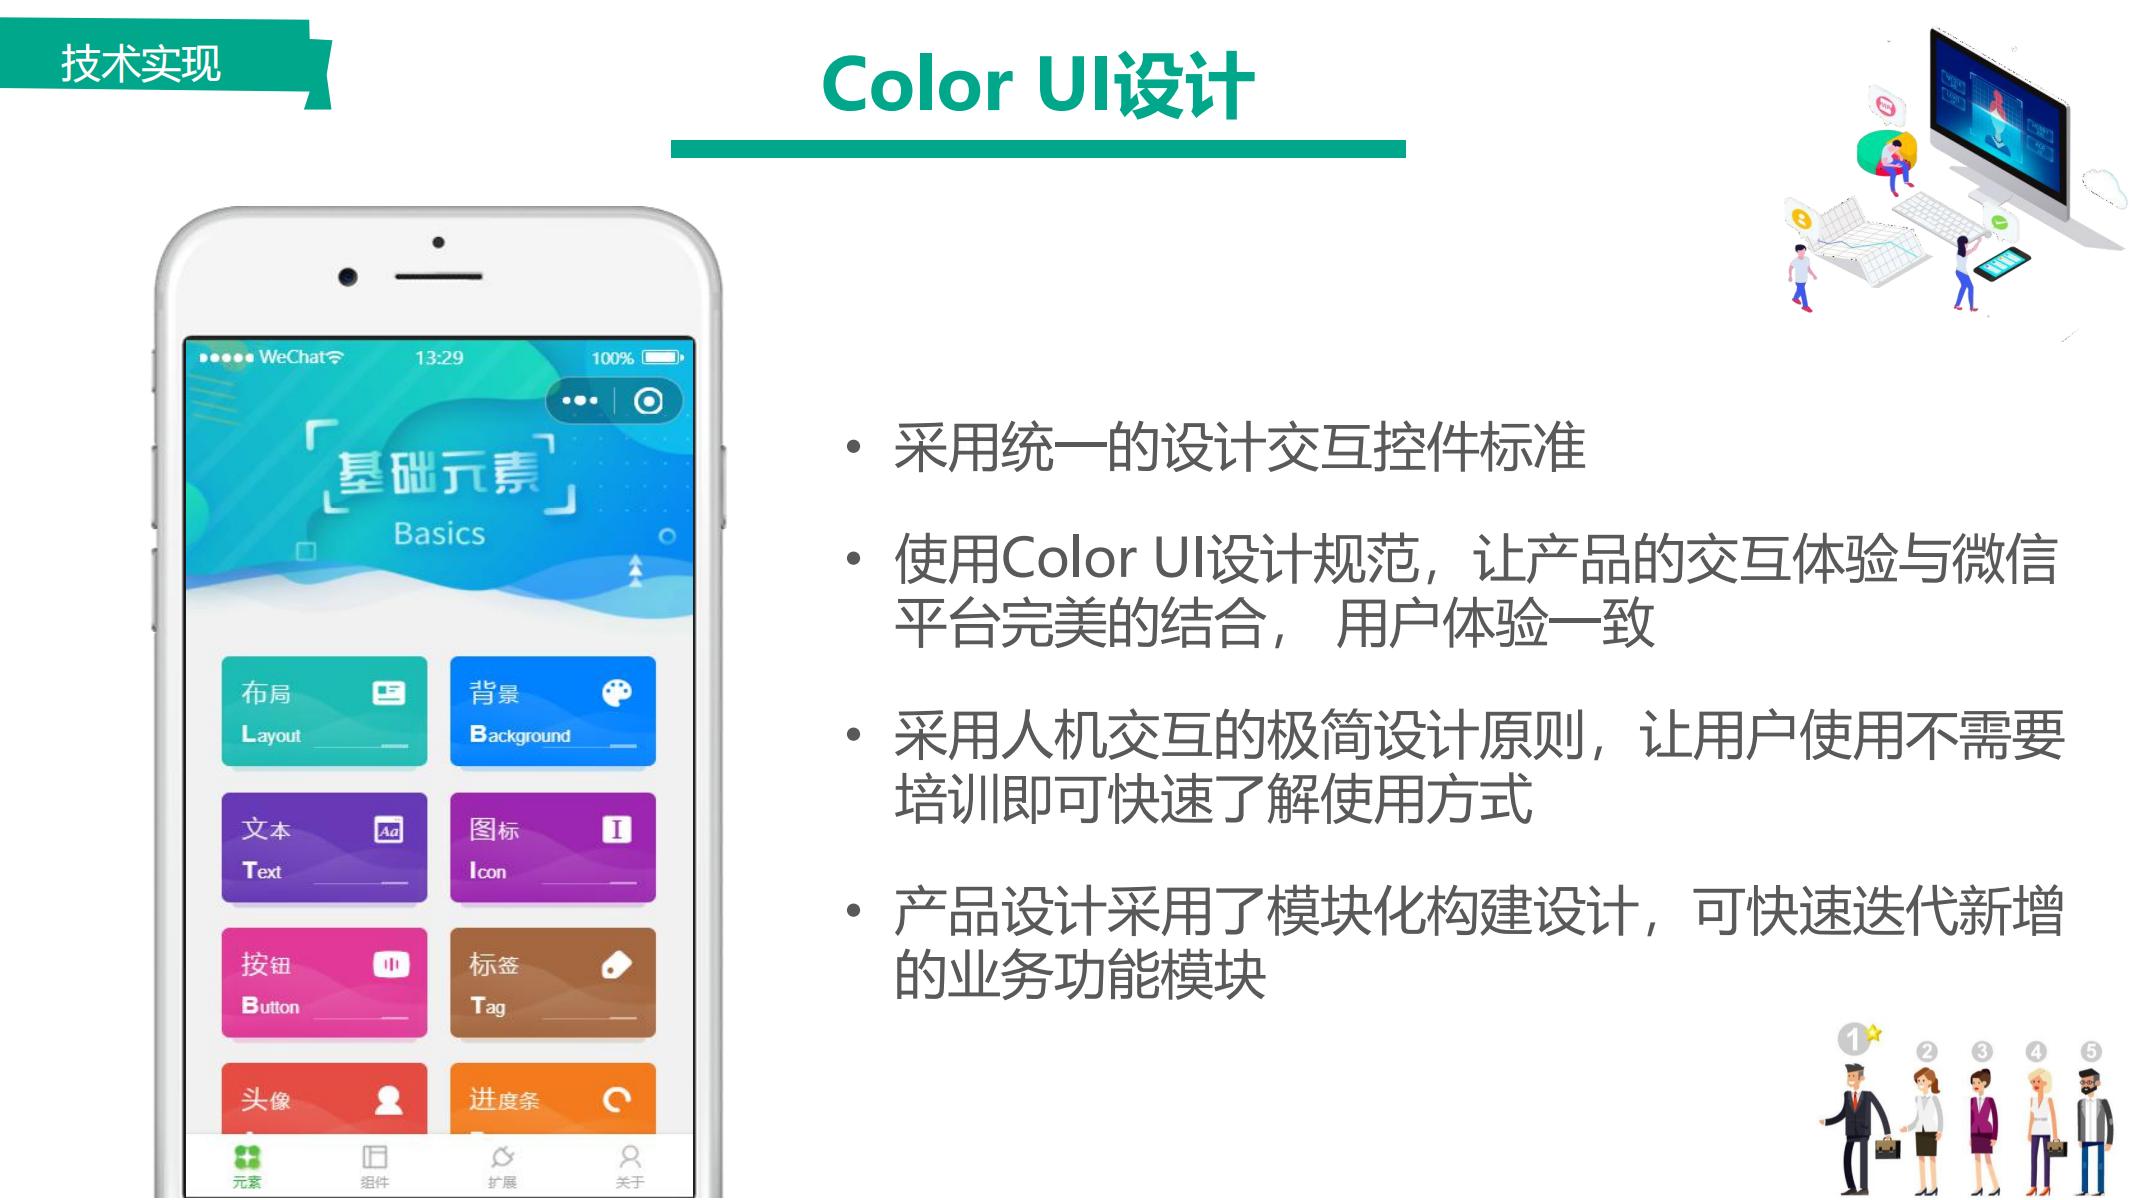 技术实现
Color UI设计
WeChat
13:29
100%
基础元素
Basics
布局
Layout
背景
Background
文本
Text
图标
Icon
按钮
Button
标签
Tag
头像
进度条
元素
组件
扩展
关于
• 采用统一的设计交互控件标准
• 使用Color UI设计规范，让产品的交互体验与微信
平台完美的结合， 用户体验一致
• 采用人机交互的极简设计原则，让用户使用不需要
培训即可快速了解使用方式
• 产品设计采用了模块化构建设计，可快速迭代新增
的业务功能模块
1
2
3
4
5